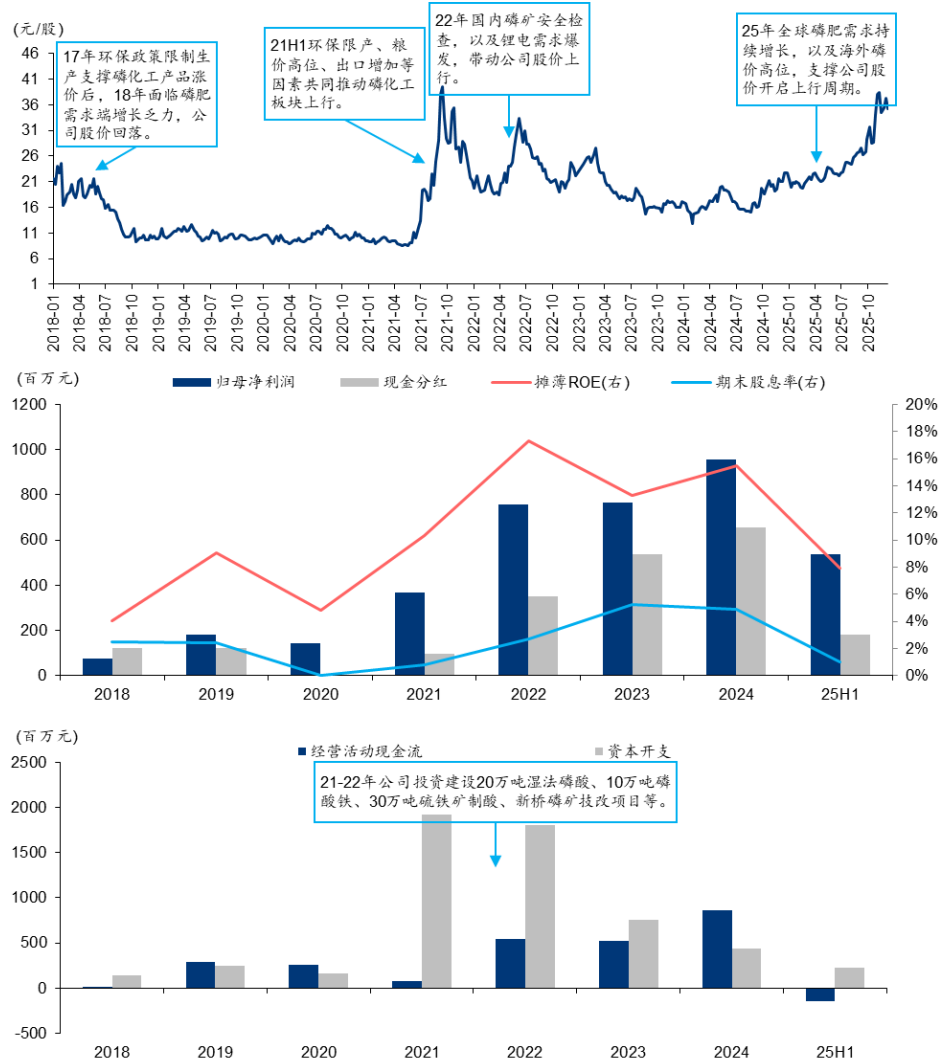 (元/股)
17年环保政策限制生
产支撑磷化工产品涨
价后，18年面临磷肥
需求端增长乏力，公
司股价回落。
21H1环保限产、粮
价高位、出口增加等
因素共同推动磷化工
板块上行。
22年国内磷矿安全检
查，以及锂电需求爆
发，带动公司股价上
行。
25年全球磷肥需求持
续增长，以及海外磷
价高位，支撑公司股
价开启上行周期。
46
41
36
31
26
21
16
11
6
1
2018-01
2018-04
2018-07
2018-10
2019-01
2019-04
2019-07
2019-10
2020-01
2020-04
2020-07
2020-10
2021-01
2021-04
2021-07
2021-10
2022-01
2022-04
2022-07
2022-10
2023-01
2023-04
2023-07
2023-10
2024-01
2024-04
2024-07
2024-10
2025-01
2025-04
2025-07
2025-10
(百万元)
归母净利润 现金分红 摊薄ROE(右) 期末股息率(右)
1200
1000
800
600
400
200
0
20%
18%
16%
14%
12%
10%
8%
6%
4%
2%
0%
2018 2019 2020 2021 2022 2023 2024 25H1
(百万元)
经营活动现金流 资本开支
21-22年公司投资建设20万吨湿法磷酸、10万吨磷
酸铁、30万吨硫铁矿制酸、新桥磷矿技改项目等。
2500
2000
1500
1000
500
0
-500
2018 2019 2020 2021 2022 2023 2024 25H1